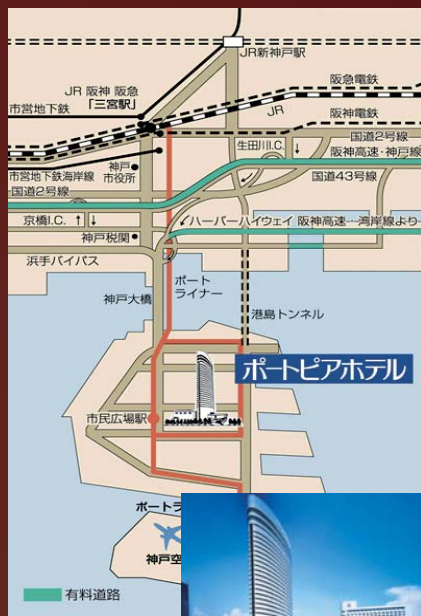 JR新神戸駅
JR 阪神 阪急
「三宮駅」
市営地下鉄
阪急電鉄
JR
阪神電鉄
国道2号線
生田川I.C.
阪神高速・神戸線
神戸
市役所
市営地下鉄海岸線
国道2号線
国道43号線
京橋I.C.
ハーバーハイウェイ 阪神高速…湾岸線より
神戸税関
浜手バイパス
ポート
ライナー
神戸大橋
港島トンネル
ポートピアホテル
市民広場駅
ポートラ
神戸空
有料道路